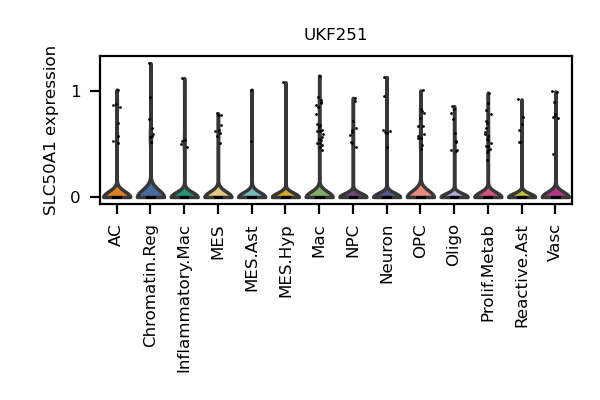 UKF251
SLC50A1 expression
1
0
AC
Chromatin.Reg
Inflammatory.Mac
MES
MES.Ast
MES.Hyp
Mac
NPC
Neuron
OPC
Oligo
Prolif.Metab
Reactive.Ast
Vasc